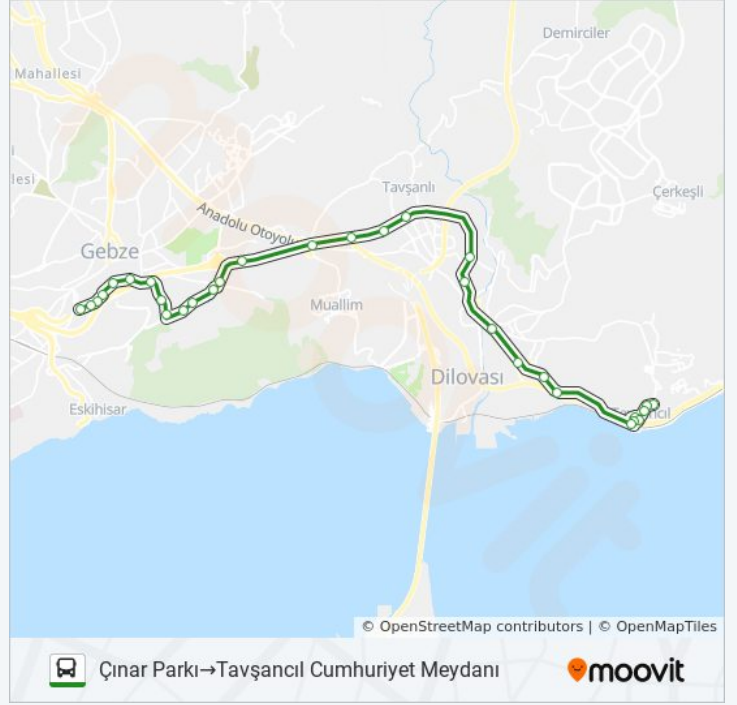 Demirciler
Mahallesi
lesi
Tavşanlı
Çerkeşli
Anadolu Otoyolu
Gebze
Muallim
Dilovası
Eskihisar
© OpenStreetMap contributors | © OpenMapTiles
Çınar Parkı→Tavşancıl Cumhuriyet Meydanı
moovit